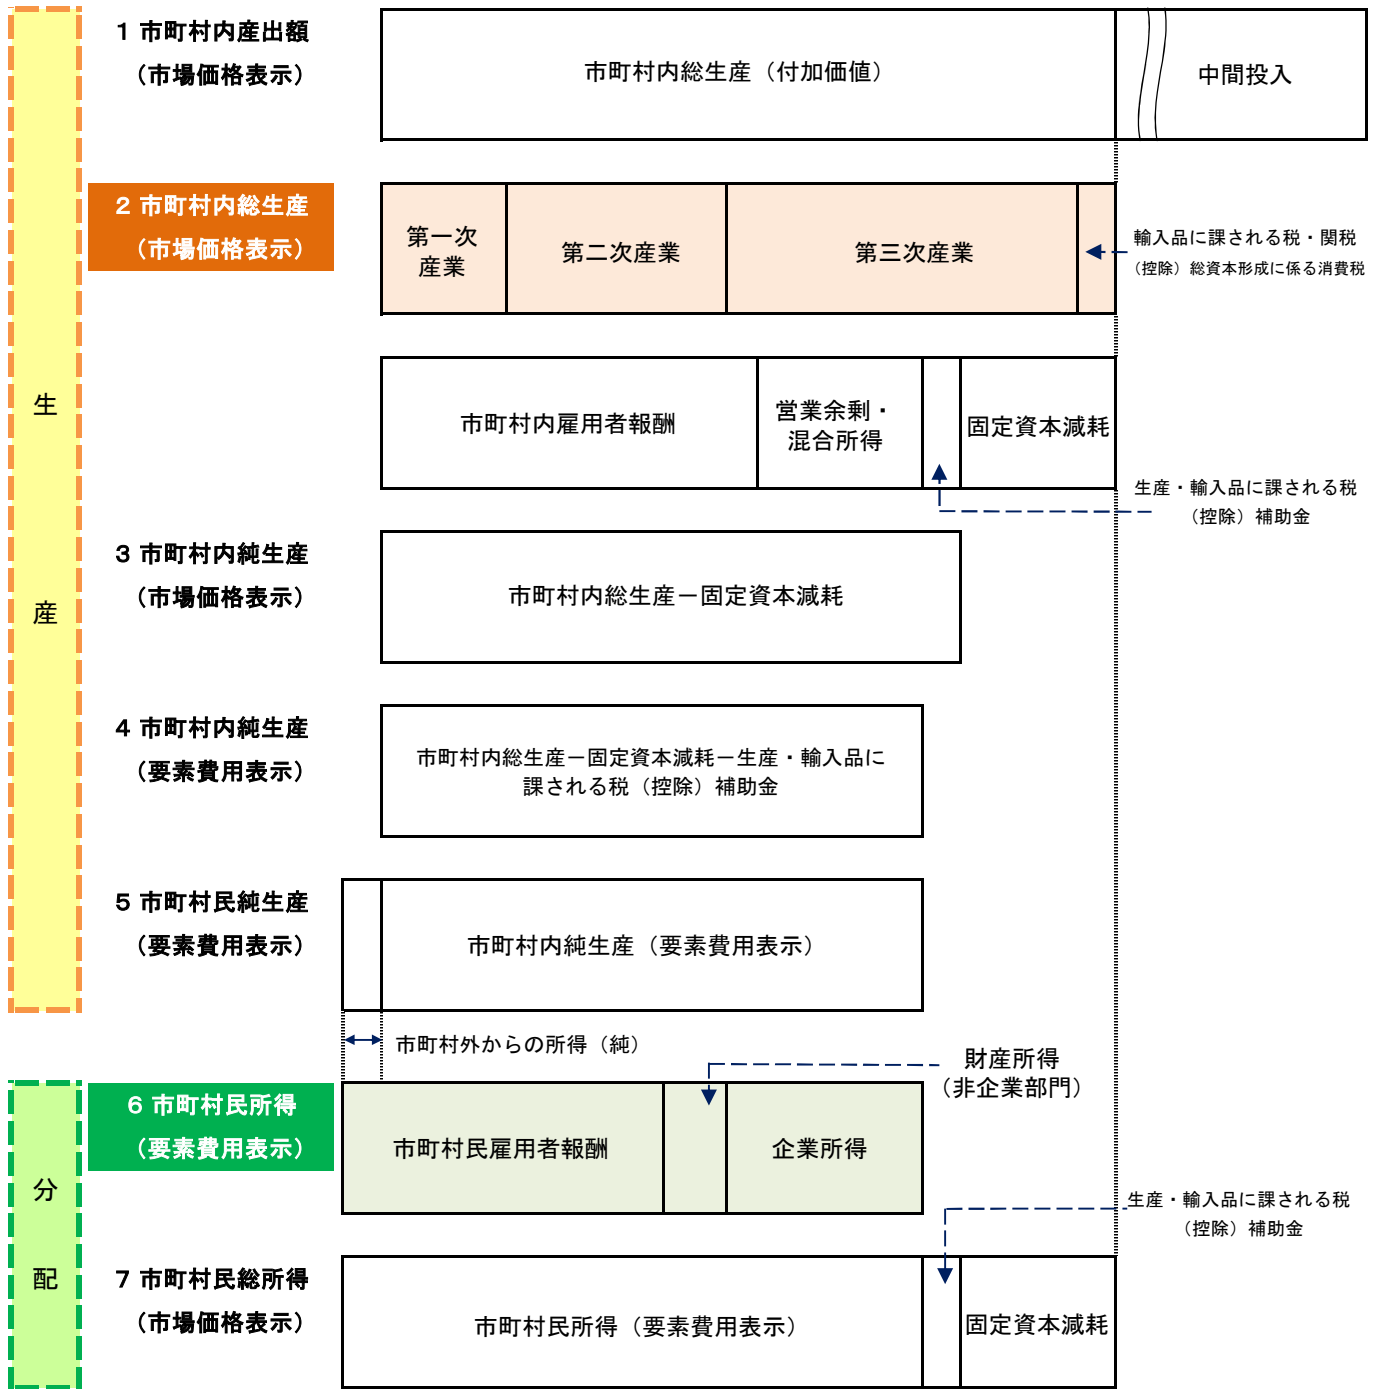 1 市町村内産出額
（市場価格表示）
市町村内総生産（付加価値）
中間投入
2 市町村内総生産
（市場価格表示）
第一次
産業
第二次産業
第三次産業
輸入品に課される税・関税
（控除）総資本形成に係る消費税
生
産
市町村内雇用者報酬
営業余剰・
混合所得
固定資本減耗
生産・輸入品に課される税
（控除）補助金
3 市町村内純生産
（市場価格表示）
市町村内総生産－固定資本減耗
4 市町村内純生産
（要素費用表示）
市町村内総生産－固定資本減耗－生産・輸入品に
課される税（控除）補助金
5 市町村民純生産
（要素費用表示）
市町村内純生産（要素費用表示）
市町村外からの所得（純）
財産所得
（非企業部門）
分
配
6 市町村民所得
（要素費用表示）
市町村民雇用者報酬
企業所得
生産・輸入品に課される税
（控除）補助金
7 市町村民総所得
（市場価格表示）
市町村民所得（要素費用表示）
固定資本減耗